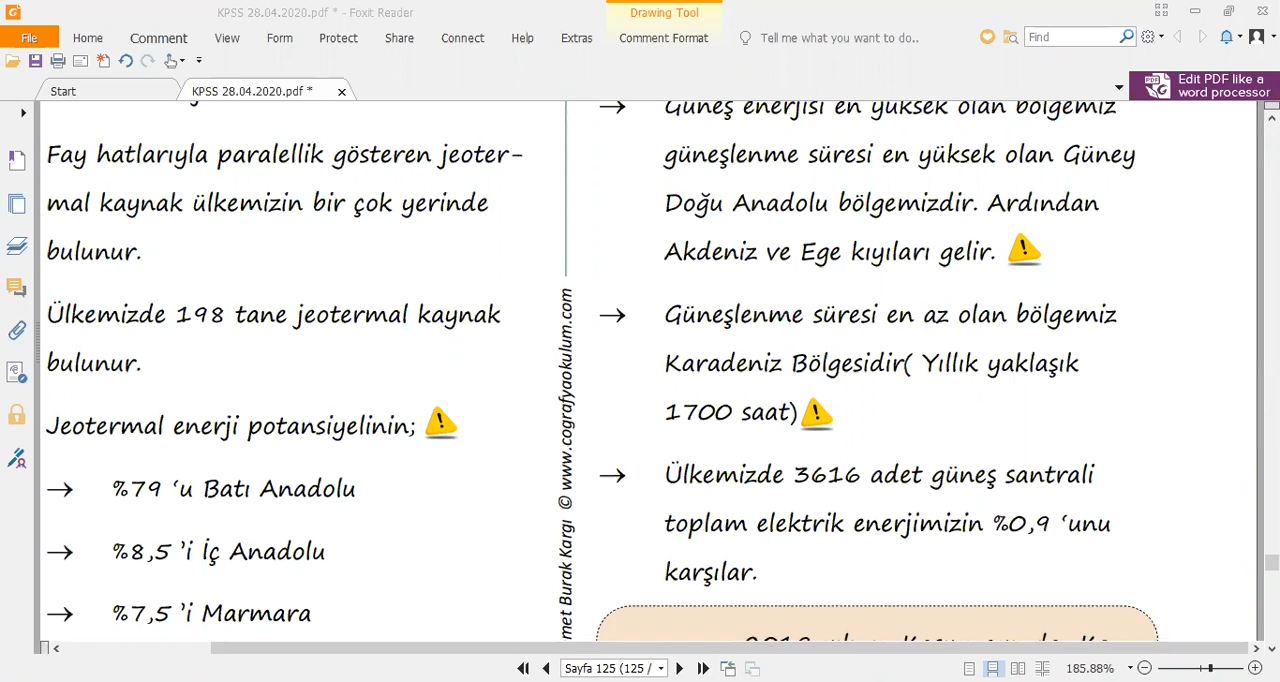 KPSS 28.04.2020.pdf * - Foxit Reader
Drawing Tool
File Home Comment View Form Protect Share Connect Help Extras Comment Format Tell me what you want to do.. Find
Start
KPSS 28.04.2020.pdf *
Edit PDF like a
word processor
Fay hatlarıyla paralellik gösteren jeoter-
mal kaynak ülkemizin bir çok yerinde
bulunur.
Ülkemizde 198 tane jeotermal kaynak
bulunur.
Jeotermal enerji potansiyelinin;
→ %79 ‘u Batı Anadolu
→ %8,5 ’i İç Anadolu
→ %7,5 ’i Marmara
met Burak Kargı © www.cografyaokulum.com
→ Güneş enerjisi en yüksek olan bölgemiz
güneşlenme süresi en yüksek olan Güney
Doğu Anadolu bölgemizdir. Ardından
Akdeniz ve Ege kıyıları gelir.
→ Güneşlenme süresi en az olan bölgemiz
Karadeniz Bölgesidir( Yıllık yaklaşık
1700 saat)
→ Ülkemizde 3616 adet güneş santrali
toplam elektrik enerjimizin %0,9 ‘unu
karşılar.
Sayfa 125 (125 /
185.88%